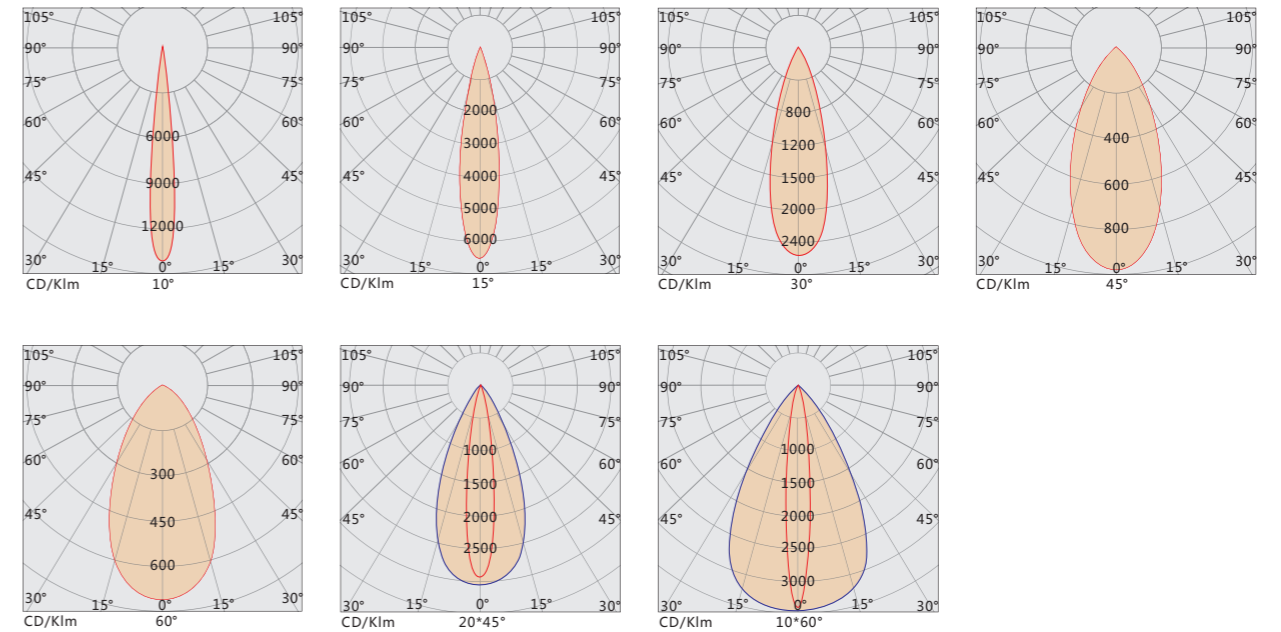 105° 105° 105° 105° 105° 105° 105° 105°
90° 90° 90° 90° 90° 90° 90° 90°
75° 75° 75° 75° 75° 75° 75° 75°
2000 800
60° 6000 60° 60° 3000 60° 60° 1200 60° 60° 400 60°
45° 9000 45° 45° 4000 45° 45° 1500 45° 45° 600 45°
12000 5000 2000 800
6000 2400
30° 15° 0° 15° 30° 30° 15° 0° 15° 30° 30° 15° 0° 15° 30° 30° 15° 0° 15° 30°
CD/Klm 10° CD/Klm 15° CD/Klm 30° CD/Klm 45°
105° 105° 105° 105° 105° 105°
90° 90° 90° 90° 90° 90°
75° 75° 75° 75° 75° 75°
1000 1000
60° 300 60° 60° 60° 60° 60°
1500 1500
45° 450 45° 45° 2000 45° 45° 2000 45°
600 2500 2500
3000
30° 15° 0° 15° 30° 30° 15° 0° 15° 30° 30° 15° 0° 15° 30°
CD/Klm 60° CD/Klm 20*45° CD/Klm 10*60°